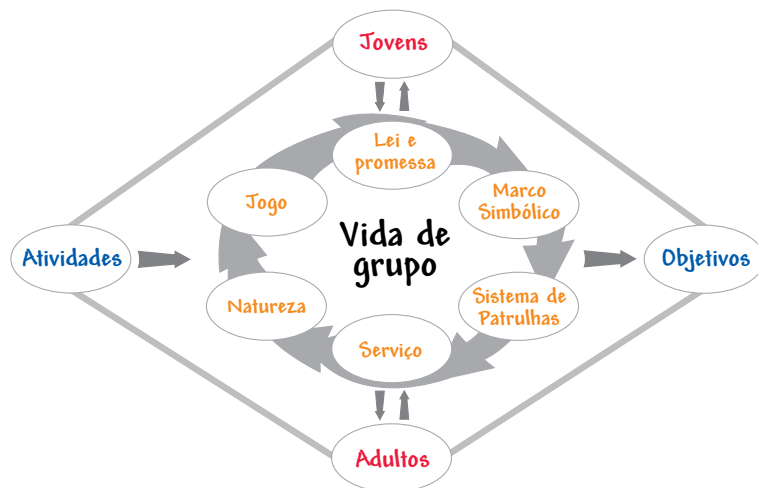 Jovens
Lei e
promessa
Jogo
Marco
Simbólico
Vida de
grupo
Atividades
Objetivos
Natureza
Sistema de
Patrulhas
Serviço
Adultos